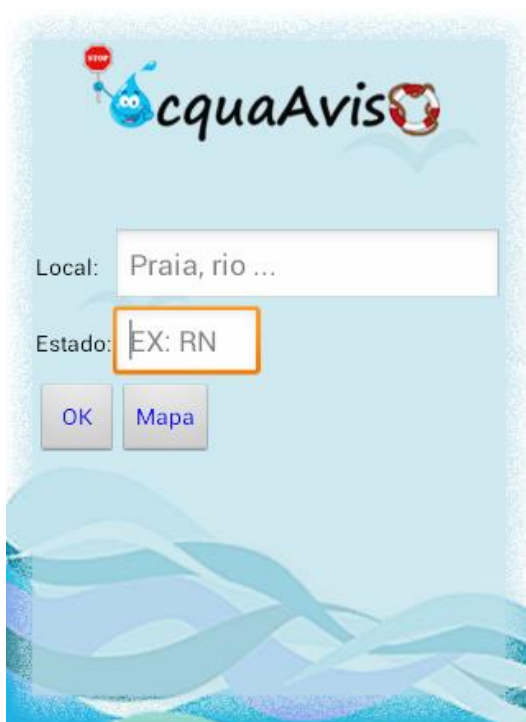 STOP
AcquaAviso
Local: Praia, rio ...
Estado: EX: RN
OK Mapa